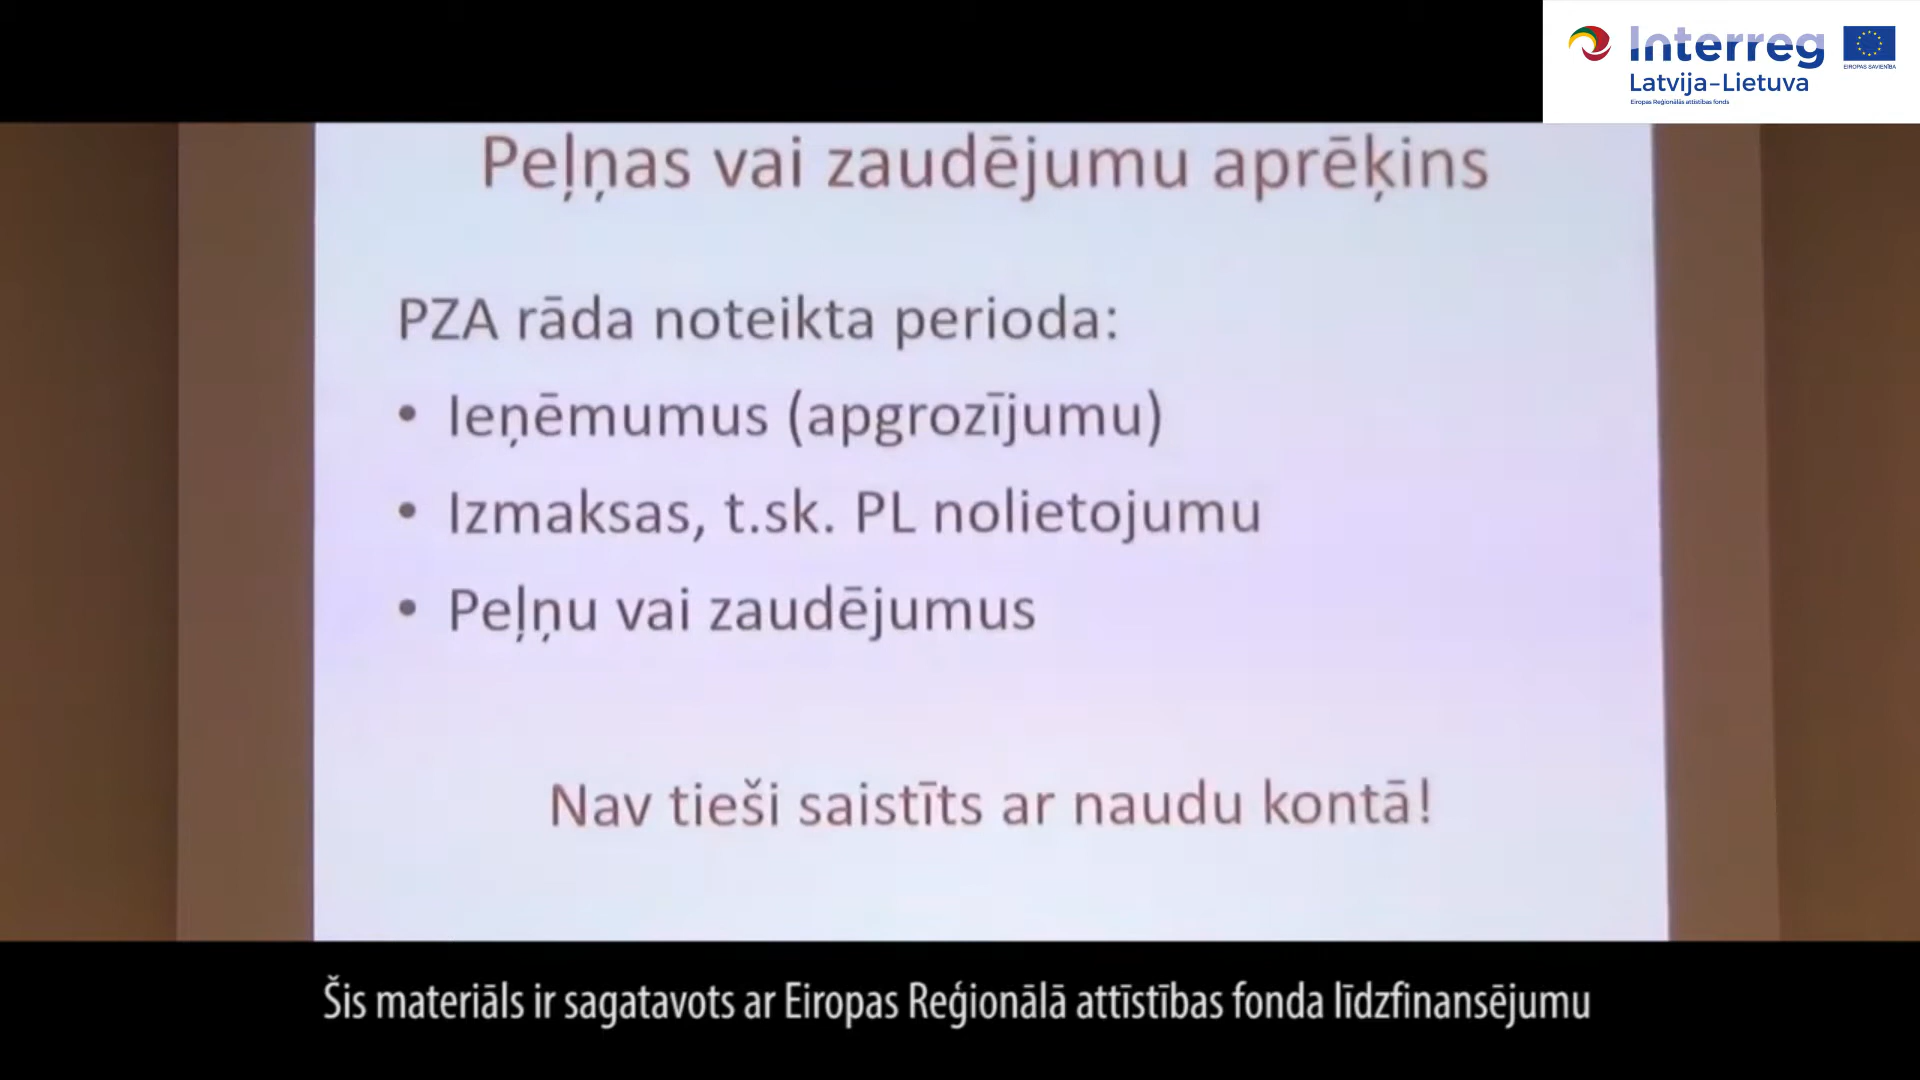 Interreg
EIROPAS SAVIENĪBA
Latvija–Lietuva
Eiropas Reģionālās attīstības fonds
Peļņas vai zaudējumu aprēķins
PZA rāda noteikta perioda:
• Ieņēmumus (apgrozījumu)
• Izmaksas, t.sk. PL nolietojumu
• Peļņu vai zaudējumus
Nav tieši saistīts ar naudu kontā!
Šis materiāls ir sagatavots ar Eiropas Reģionālā attīstības fonda līdzfinansējumu